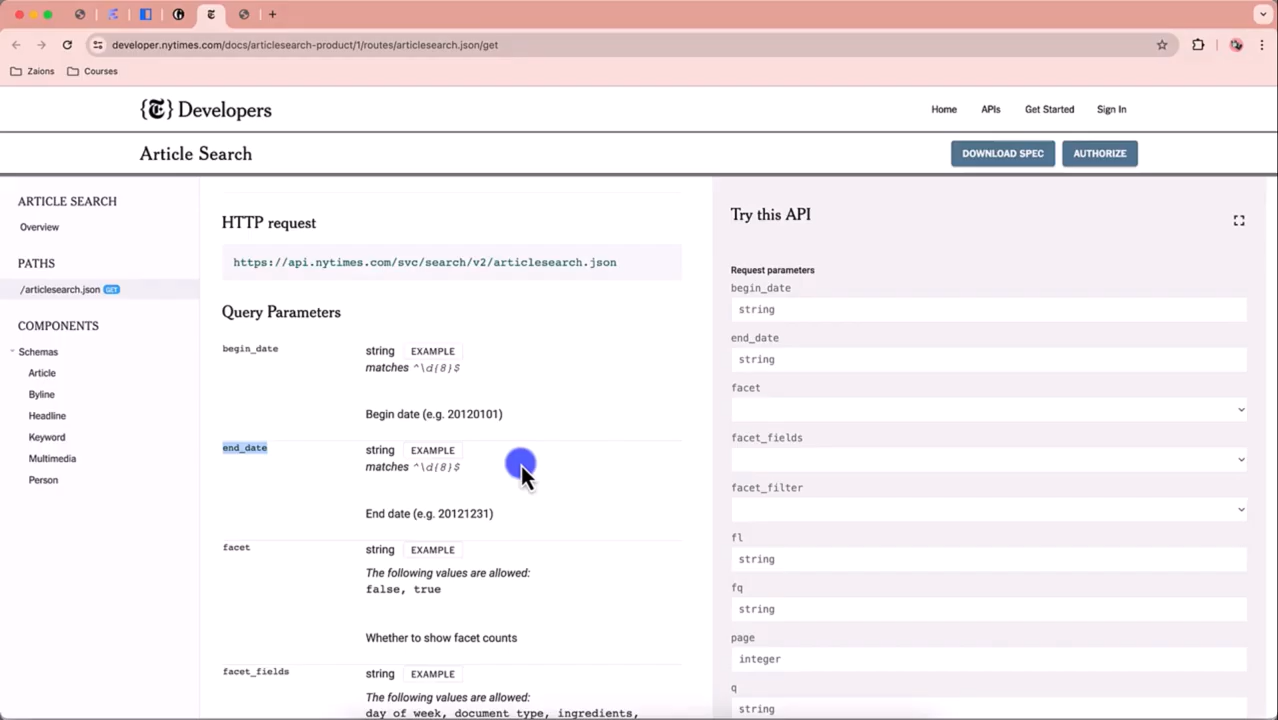 developer.nytimes.com/docs/articlesearch-product/1/routes/articlesearch.json/get
Zaions
Courses
{T} Developers
Home
APIs
Get Started
Sign In
Article Search
DOWNLOAD SPEC
AUTHORIZE
ARTICLE SEARCH
Overview
PATHS
/articlesearch.json GET
COMPONENTS
Schemas
Article
Byline
Headline
Keyword
Multimedia
Person
HTTP request
https://api.nytimes.com/svc/search/v2/articlesearch.json
Query Parameters
begin_date
string EXAMPLE
matches ^\d{8}$
Begin date (e.g. 20120101)
end_date
string EXAMPLE
matches ^\d{8}$
End date (e.g. 20121231)
facet
string EXAMPLE
The following values are allowed:
false, true
Whether to show facet counts
facet_fields
string EXAMPLE
The following values are allowed:
day_of_week, document_type, ingredients,
Try this API
Request parameters
begin_date
string
end_date
string
facet
facet_fields
facet_filter
fl
string
fq
string
page
integer
q
string